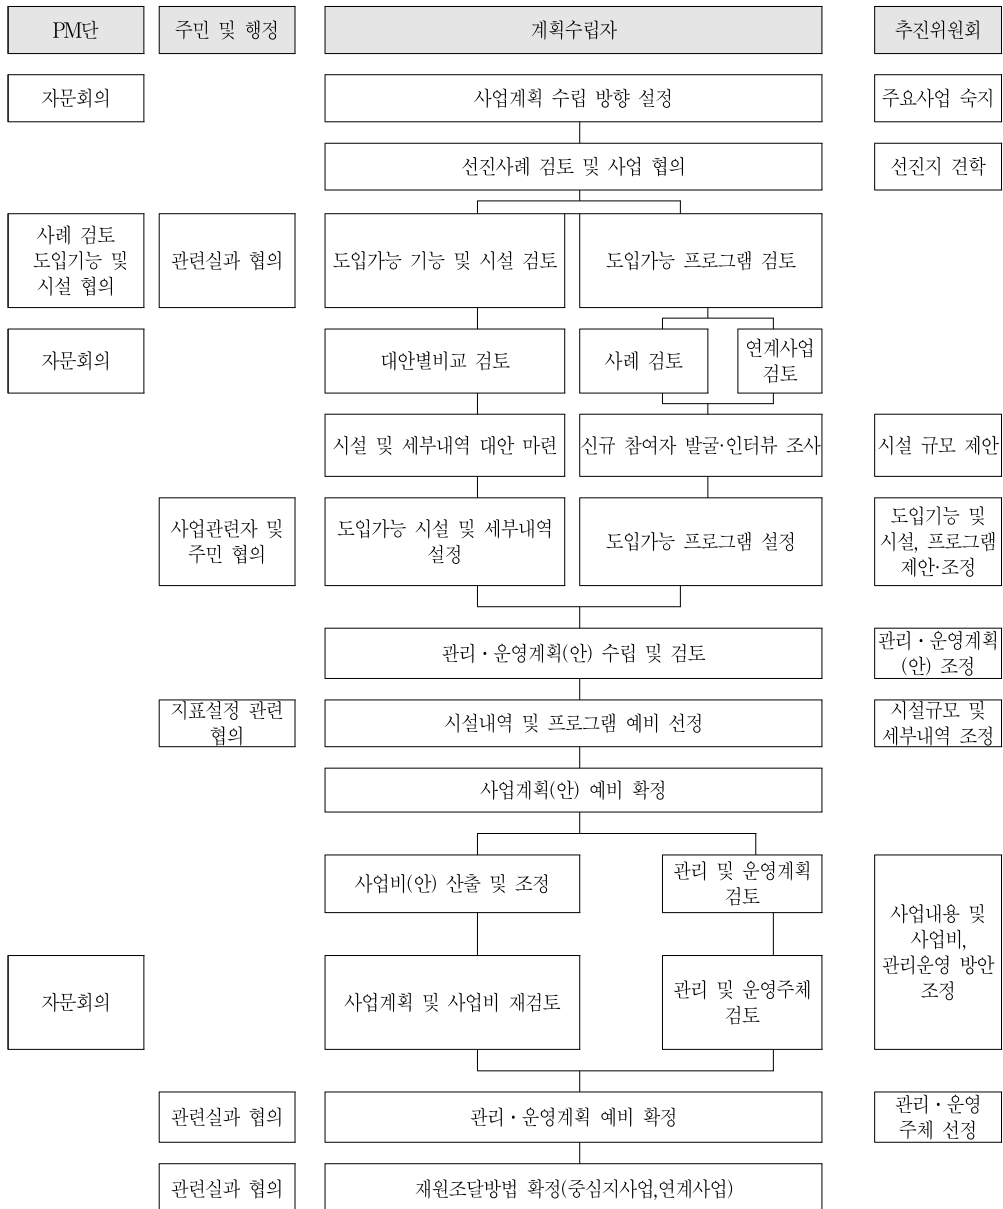 PM단
주민 및 행정
계획수립자
추진위원회
자문회의
사업계획 수립 방향 설정
주요사업 숙지
선진사례 검토 및 사업 협의
선진지 견학
사례 검토
도입기능 및
시설 협의
관련실과 협의
도입가능 기능 및 시설 검토
도입가능 프로그램 검토
자문회의
대안별비교 검토
사례 검토
연계사업
검토
시설 및 세부내역 대안 마련
신규 참여자 발굴·인터뷰 조사
시설 규모 제안
사업관련자 및
주민 협의
도입가능 시설 및 세부내역
설정
도입가능 프로그램 설정
도입기능 및
시설, 프로그램
제안·조정
관리·운영계획(안) 수립 및 검토
관리·운영계획
(안) 조정
지표설정 관련
협의
시설내역 및 프로그램 예비 선정
시설규모 및
세부내역 조정
사업계획(안) 예비 확정
사업비(안) 산출 및 조정
관리 및 운영계획
검토
사업내용 및
사업비,
관리운영 방안
조정
자문회의
사업계획 및 사업비 재검토
관리 및 운영주체
검토
관련실과 협의
관리·운영계획 예비 확정
관리·운영
주체 선정
관련실과 협의
재원조달방법 확정(중심지사업,연계사업)